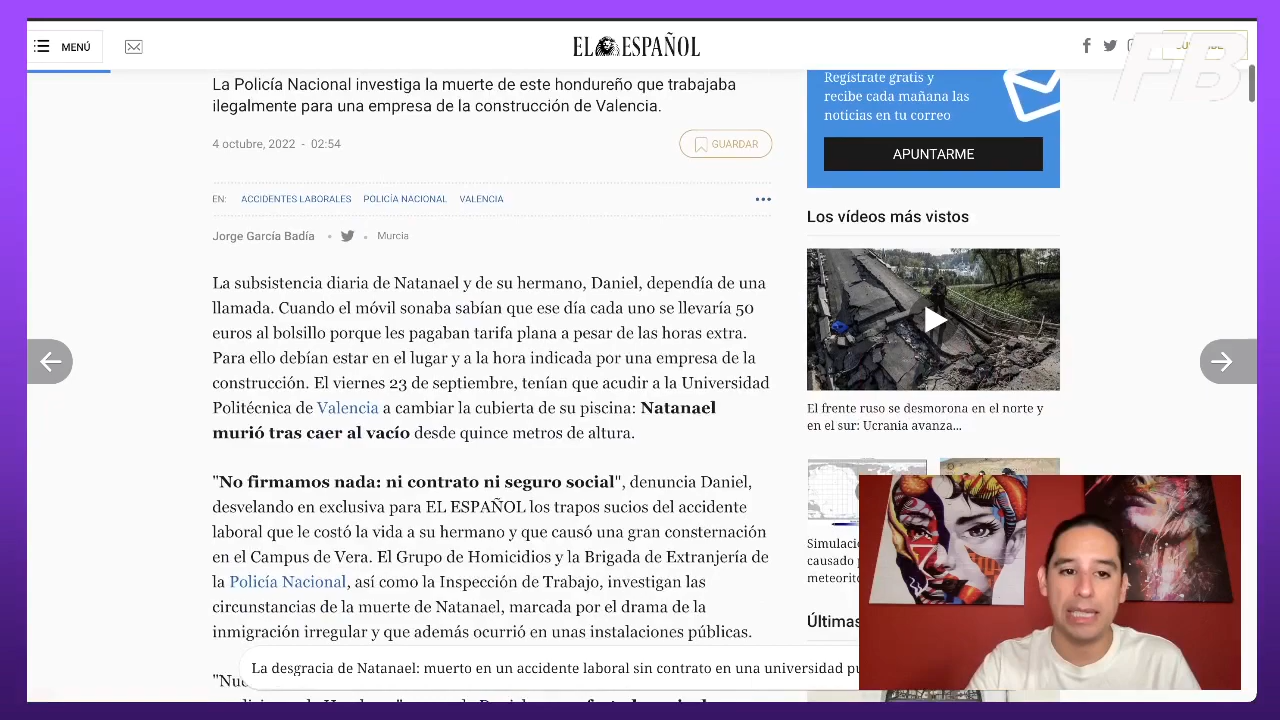 MENÚ
EL ESPAÑOL
FB
La Policía Nacional investiga la muerte de este hondureño que trabajaba
ilegalmente para una empresa de la construcción de Valencia.
4 octubre, 2022 - 02:54
GUARDAR
EN: ACCIDENTES LABORALES POLICÍA NACIONAL VALENCIA
Jorge García Badía
Murcia
La subsistencia diaria de Natanael y de su hermano, Daniel, dependía de una
llamada. Cuando el móvil sonaba sabían que ese día cada uno se llevaría 50
euros al bolsillo porque les pagaban tarifa plana a pesar de las horas extra.
Para ello debían estar en el lugar y a la hora indicada por una empresa de la
construcción. El viernes 23 de septiembre, tenían que acudir a la Universidad
Politécnica de Valencia a cambiar la cubierta de su piscina: Natanael
murió tras caer al vacío desde quince metros de altura.
"No firmamos nada: ni contrato ni seguro social", denuncia Daniel,
desvelando en exclusiva para EL ESPAÑOL los trapos sucios del accidente
laboral que le costó la vida a su hermano y que causó una gran consternación
en el Campus de Vera. El Grupo de Homicidios y la Brigada de Extranjería de
la Policía Nacional, así como la Inspección de Trabajo, investigan las
circunstancias de la muerte de Natanael, marcada por el drama de la
inmigración irregular y que además ocurrió en unas instalaciones públicas.
La desgracia de Natanael: muerto en un accidente laboral sin contrato en una universidad
Regístrate gratis y
recibe cada mañana las
noticias en tu correo
APUNTARME
Los vídeos más vistos
El frente ruso se desmorona en el norte y
en el sur: Ucrania avanza...
causado